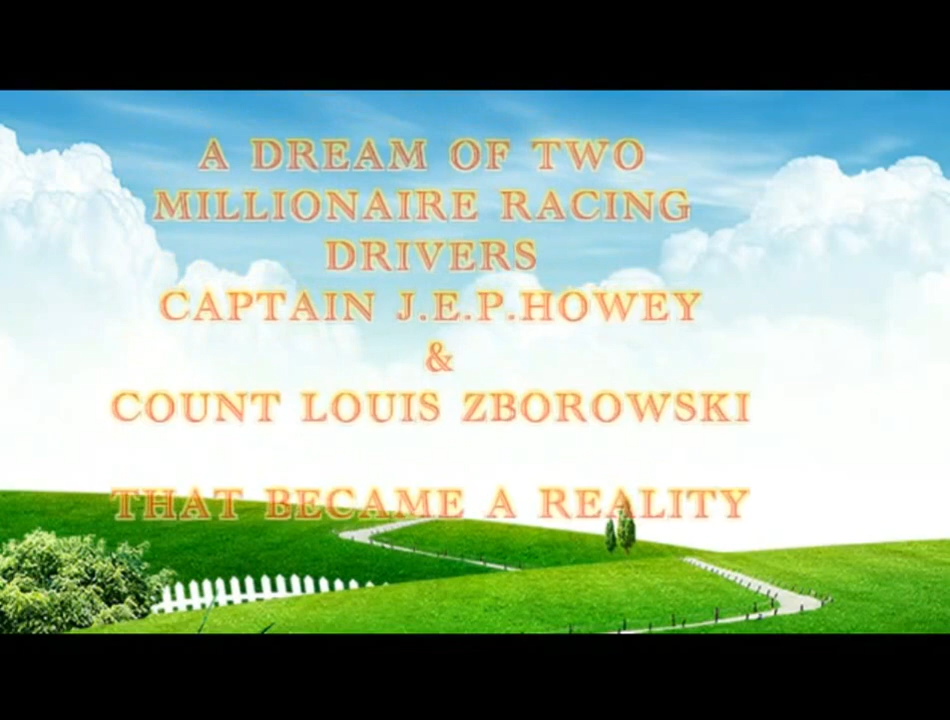 A DREAM OF TWO
MILLIONAIRE RACING
DRIVERS
CAPTAIN J.E.P.HOWEY
&
COUNT LOUIS ZBOROWSKI
THAT BECAME A REALITY